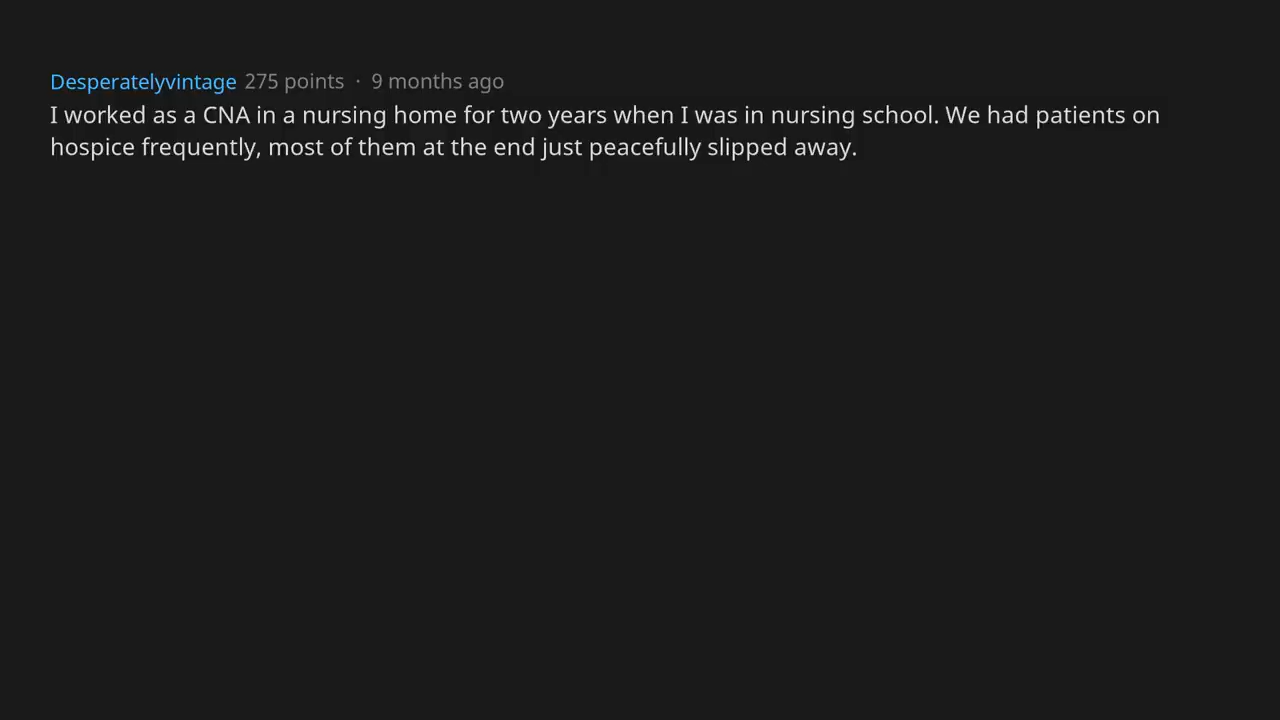 Desperatelyvintage 275 points · 9 months ago
I worked as a CNA in a nursing home for two years when I was in nursing school. We had patients on
hospice frequently, most of them at the end just peacefully slipped away.